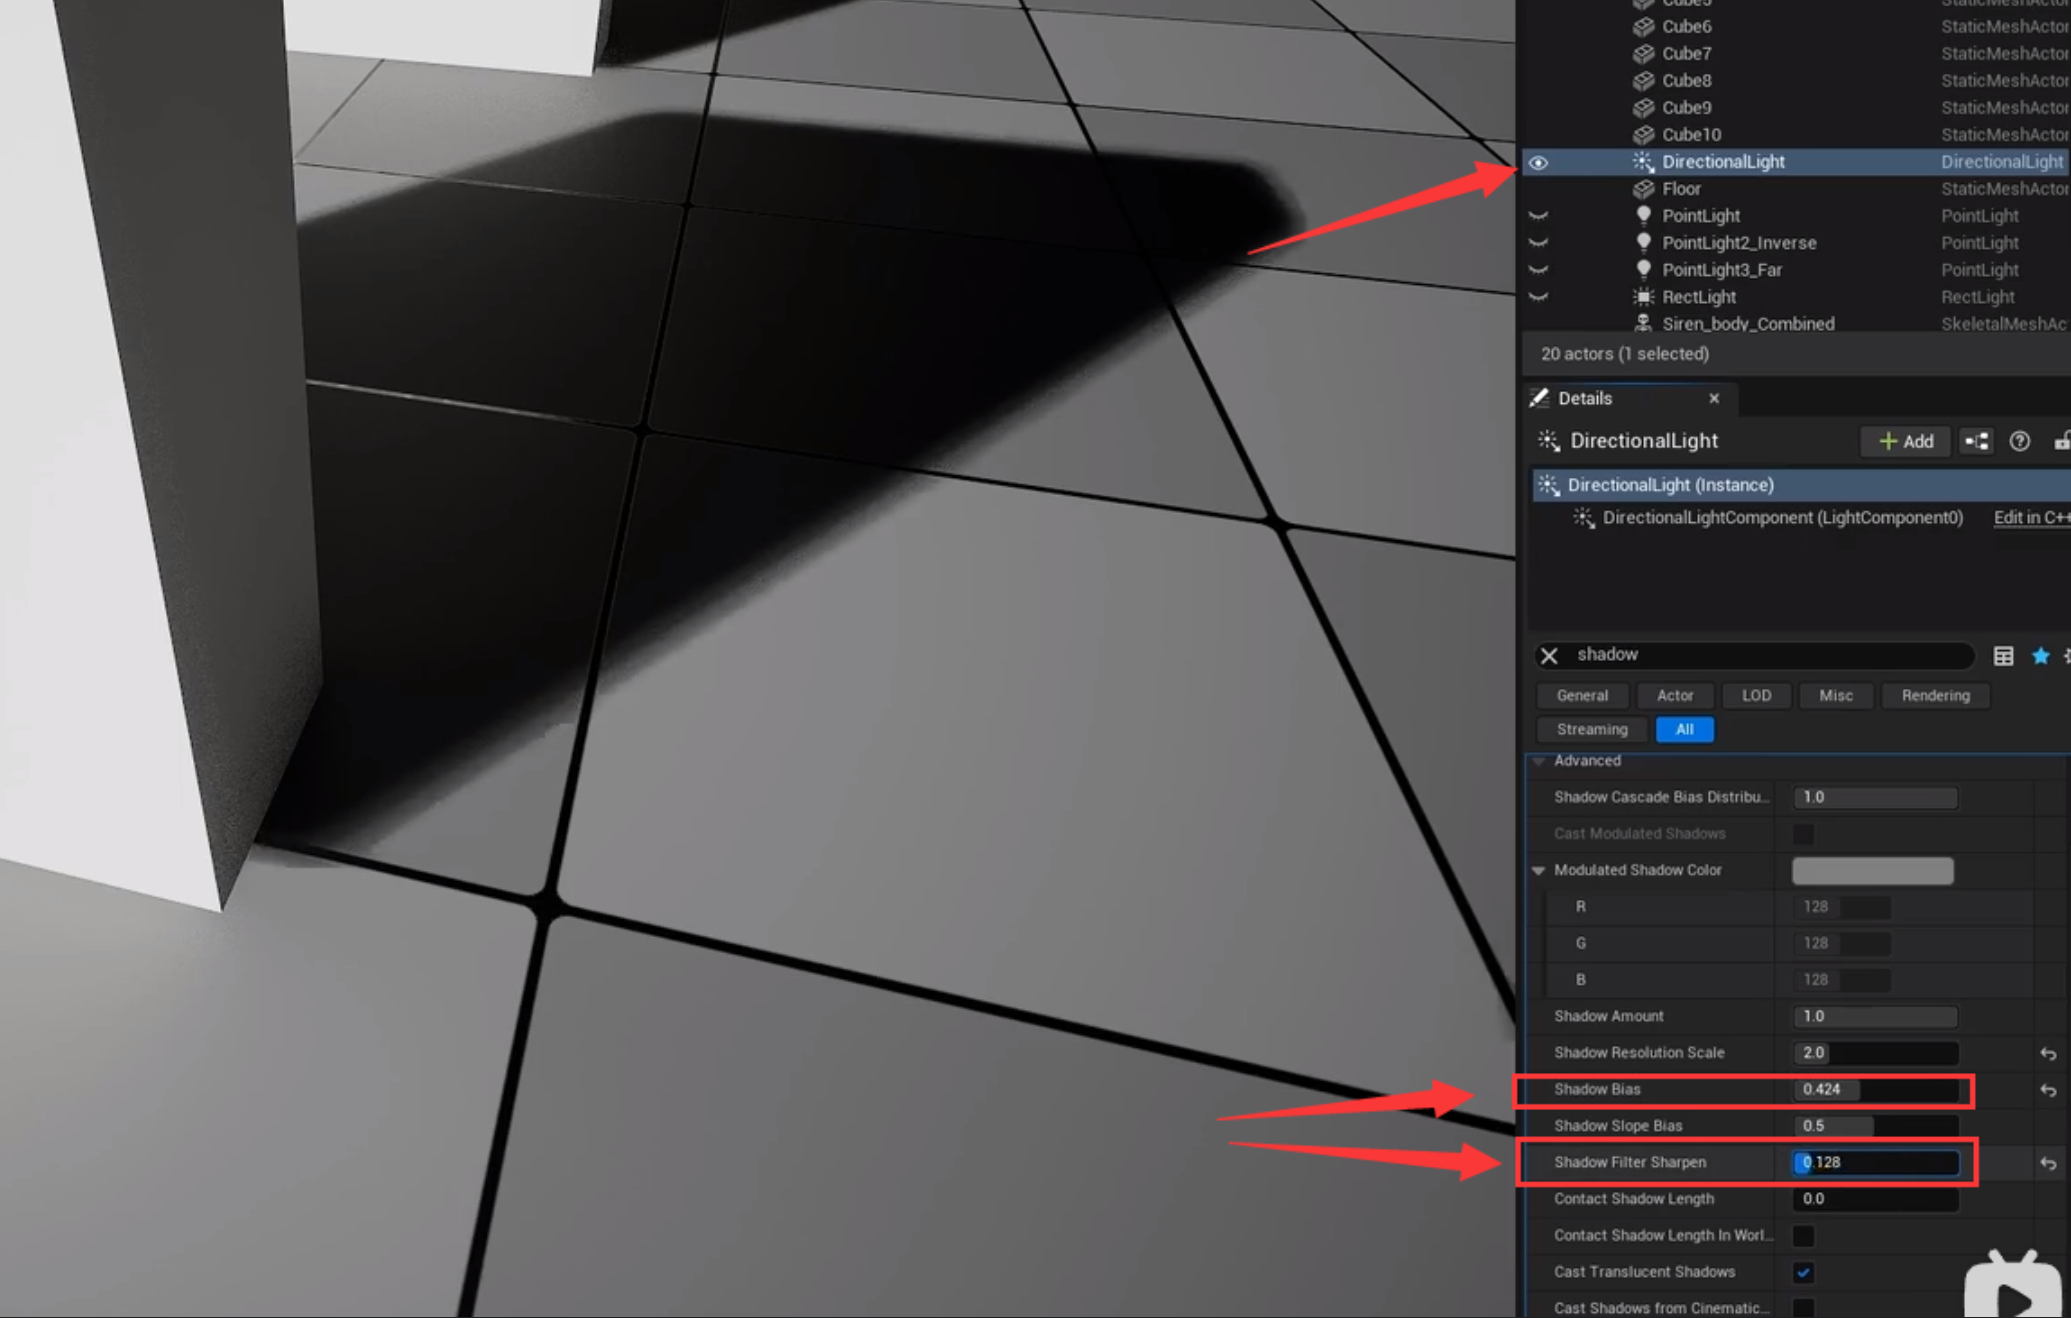 Cube5 StaticMeshActor
Cube6 StaticMeshActor
Cube7 StaticMeshActor
Cube8 StaticMeshActor
Cube9 StaticMeshActor
Cube10 StaticMeshActor
DirectionalLight DirectionalLight
Floor StaticMeshActor
PointLight PointLight
PointLight2_Inverse PointLight
PointLight3_Far PointLight
RectLight RectLight
Siren_body_Combined SkeletalMeshAc
20 actors (1 selected)
Details
DirectionalLight + Add
DirectionalLight (Instance)
DirectionalLightComponent (LightComponent0) Edit in C++
shadow
General Actor LOD Misc Rendering
Streaming All
Advanced
Shadow Cascade Bias Distribu... 1.0
Cast Modulated Shadows
Modulated Shadow Color
R 128
G 128
B 128
Shadow Amount 1.0
Shadow Resolution Scale 2.0
Shadow Bias 0.424
Shadow Slope Bias 0.5
Shadow Filter Sharpen 0.128
Contact Shadow Length 0.0
Contact Shadow Length In Worl...
Cast Translucent Shadows
Cast Shadows from Cinematic...